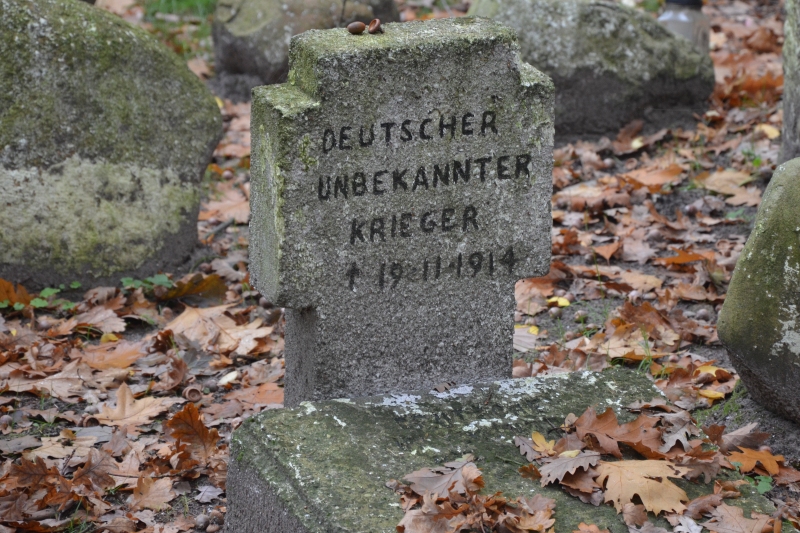 DEUTSCHER
UNBEKANNTER
KRIEGER
† 19·11·1914